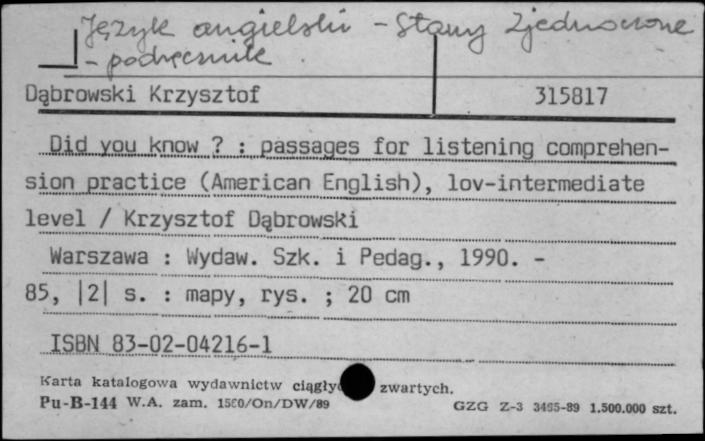 Język angielski - Stany Zjednoczone
- podręcznik
Dąbrowski Krzysztof 315817
Did you know ? : passages for listening comprehen-
sion practice (American English), lov-intermediate
level / Krzysztof Dąbrowski
Warszawa : Wydaw. Szk. i Pedag., 1990. -
85, |2| s. : mapy, rys. ; 20 cm
ISBN 83-02-04216-1
Karta katalogowa wydawnictw zwartych.
Pu-B-144 W.A. zam. 1560/On/DW/89 GZG Z-3 3495-89 1.500.000 szt.